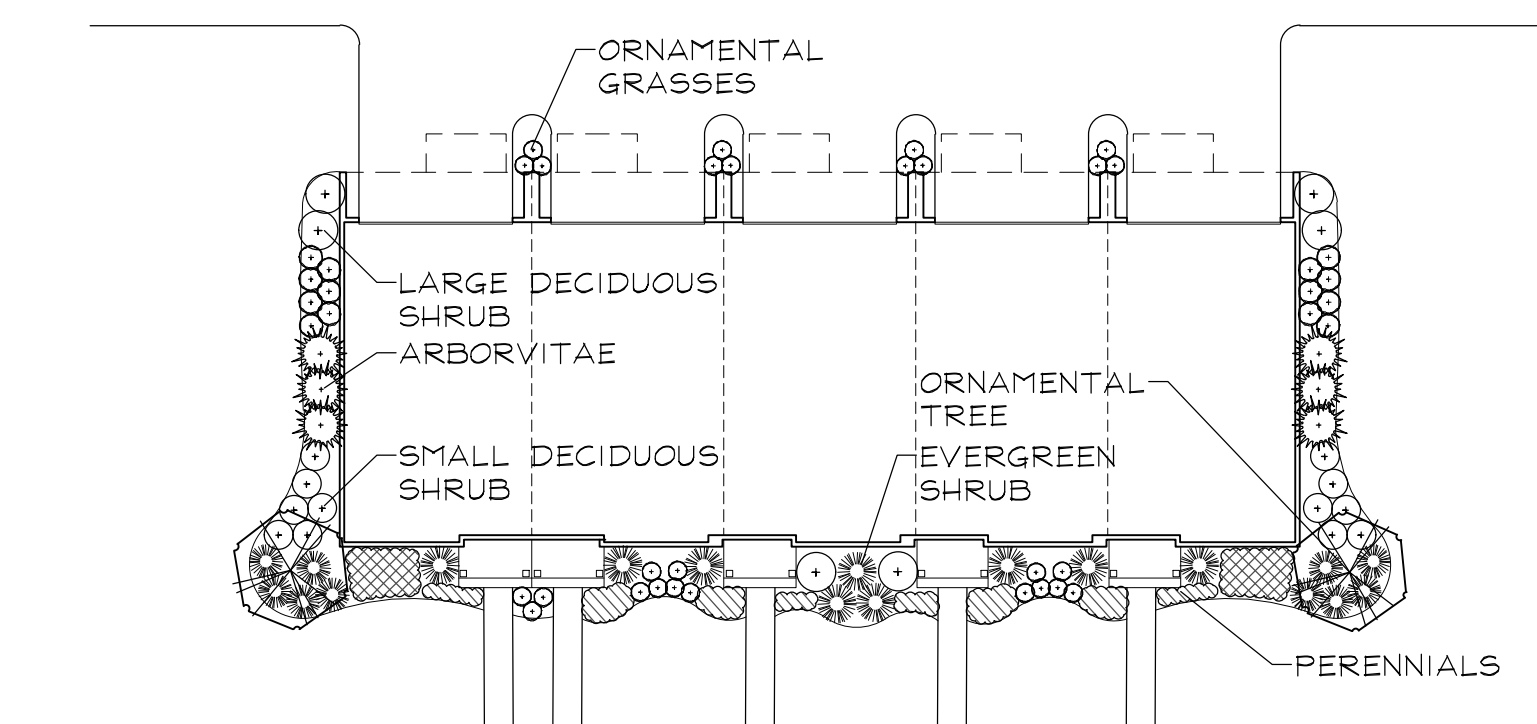 ORNAMENTAL
GRASSES
LARGE DECIDUOUS
SHRUB
ARBORVITAE
ORNAMENTAL
TREE
SMALL DECIDUOUS
SHRUB
EVERGREEN
SHRUB
PERENNIALS